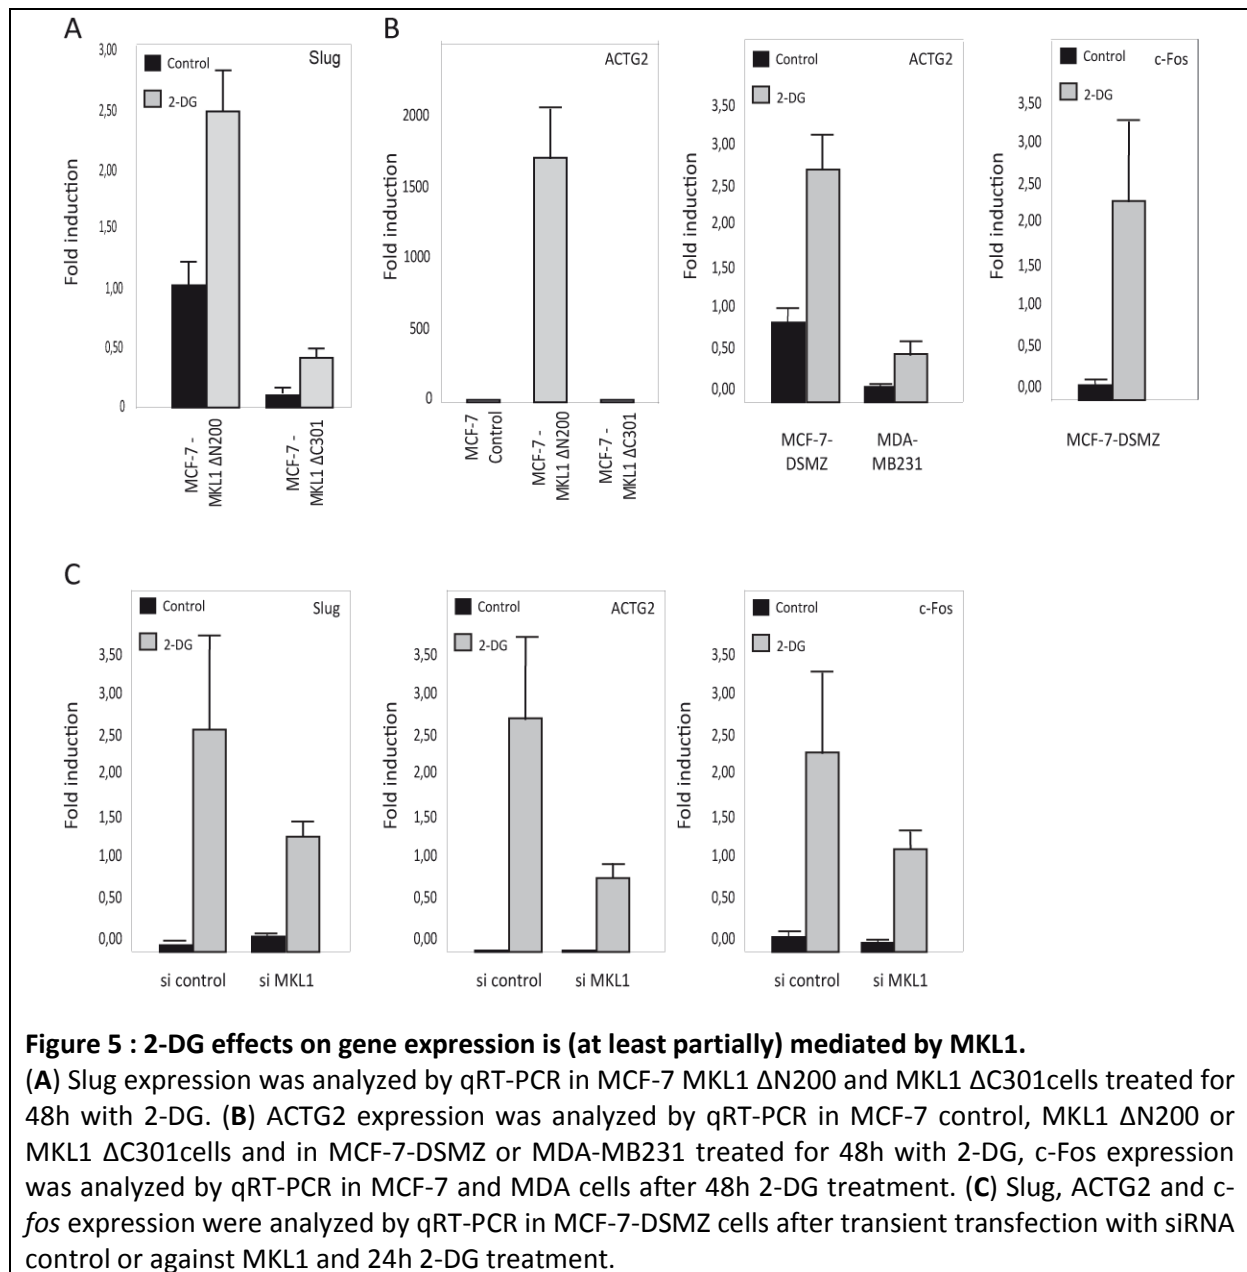 A
Slug
Control
2-DG
Fold induction
3,00
2,50
2,00
1,50
1,00
0,50
0
MCF-7 -
MKL1 ΔN200
MCF-7 -
MKL1 ΔC301
B
ACTG2
Fold induction
2000
1500
1000
500
0
MCF-7
Control
MCF-7 -
MKL1 ΔN200
MCF-7 -
MKL1 ΔC301
Control
ACTG2
2-DG
Fold induction
3,50
3,00
2,50
2,00
1,50
1,00
0,50
0,00
MCF-7-
DSMZ
MDA-
MB231
Control
c-Fos
2-DG
Fold induction
3,50
3,00
2,50
2,00
1,50
1,00
0,50
0,00
MCF-7-DSMZ
C
Control
Slug
2-DG
Fold induction
3,50
3,00
2,50
2,00
1,50
1,00
0,50
0,00
si control
si MKL1
Control
ACTG2
2-DG
Fold induction
3,50
3,00
2,50
2,00
1,50
1,00
0,50
0,00
si control
si MKL1
Control
c-Fos
2-DG
Fold induction
3,50
3,00
2,50
2,00
1,50
1,00
0,50
0,00
si control
si MKL1
Figure 5 : 2-DG effects on gene expression is (at least partially) mediated by MKL1.
(A) Slug expression was analyzed by qRT-PCR in MCF-7 MKL1 ΔN200 and MKL1 ΔC301cells treated for
48h with 2-DG. (B) ACTG2 expression was analyzed by qRT-PCR in MCF-7 control, MKL1 ΔN200 or
MKL1 ΔC301cells and in MCF-7-DSMZ or MDA-MB231 treated for 48h with 2-DG, c-Fos expression
was analyzed by qRT-PCR in MCF-7 and MDA cells after 48h 2-DG treatment. (C) Slug, ACTG2 and c-
fos expression were analyzed by qRT-PCR in MCF-7-DSMZ cells after transient transfection with siRNA
control or against MKL1 and 24h 2-DG treatment.